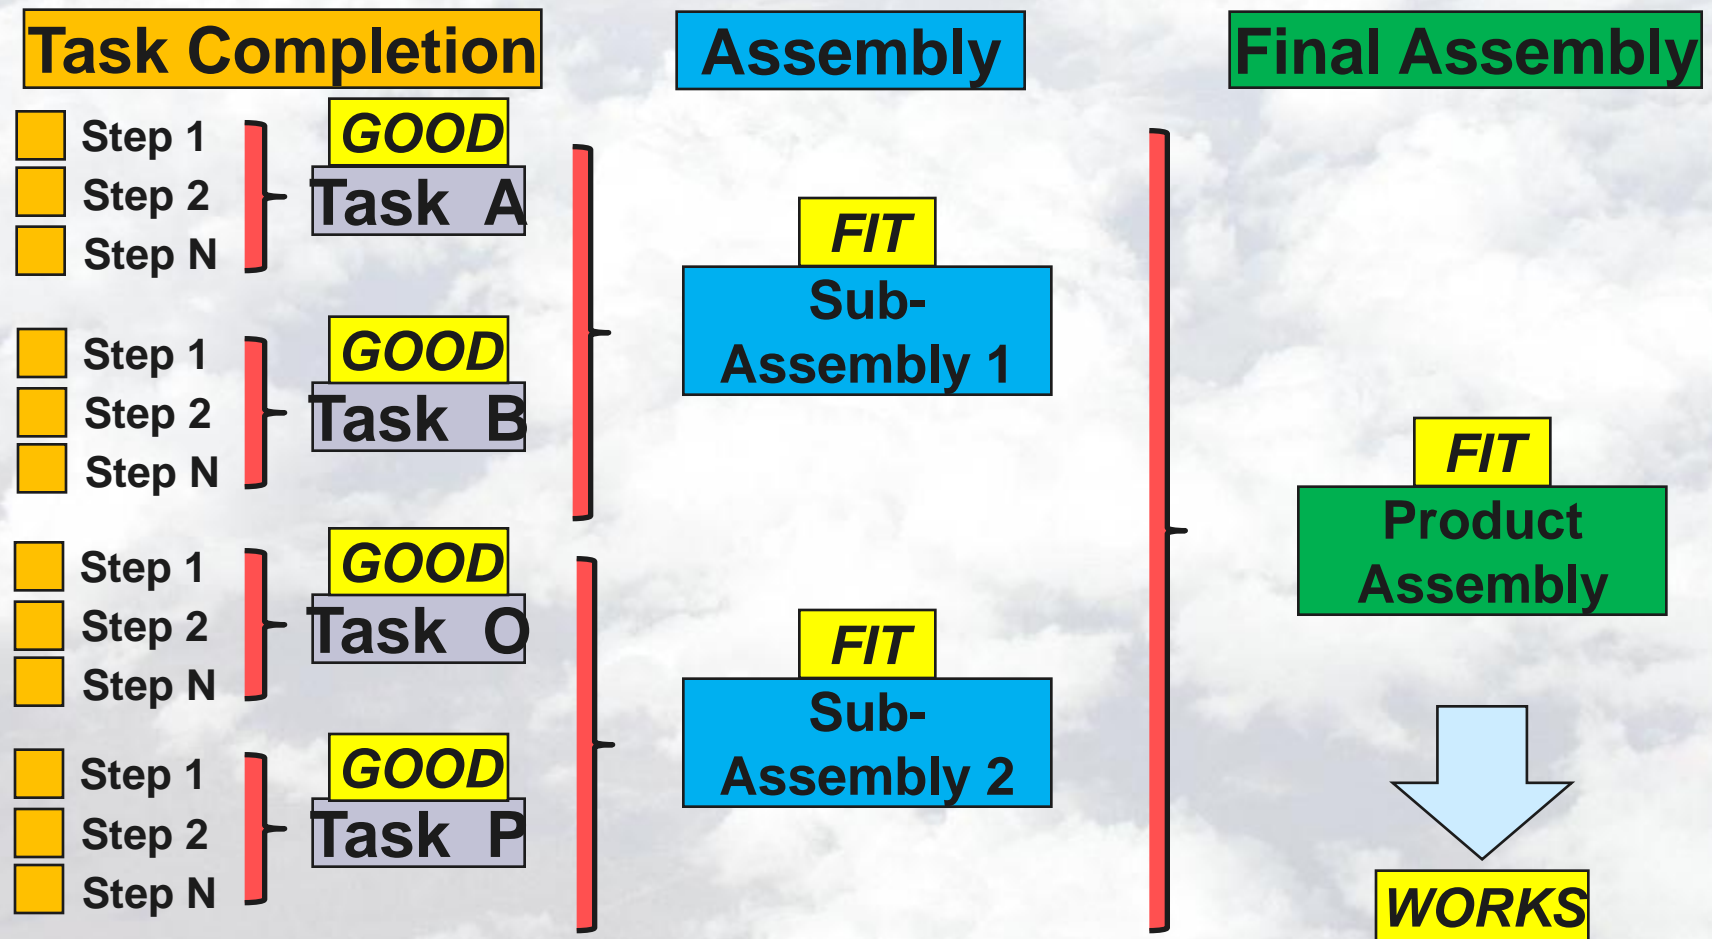 Task Completion
Assembly
Final Assembly
Step 1
Step 2
Step N
GOOD
Task A
Step 1
Step 2
Step N
GOOD
Task B
Step 1
Step 2
Step N
GOOD
Task O
Step 1
Step 2
Step N
GOOD
Task P
FIT
Sub-
Assembly 1
FIT
Sub-
Assembly 2
FIT
Product
Assembly
WORKS